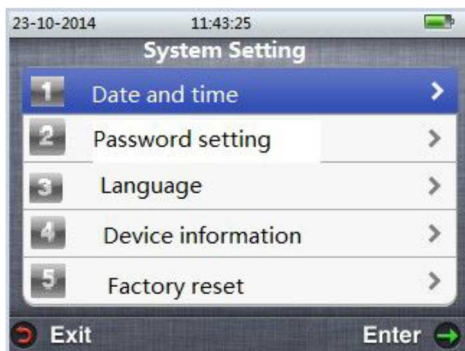 23-10-2014 11:43:25
System Setting
1 Date and time
2 Password setting
3 Language
4 Device information
5 Factory reset
Exit Enter